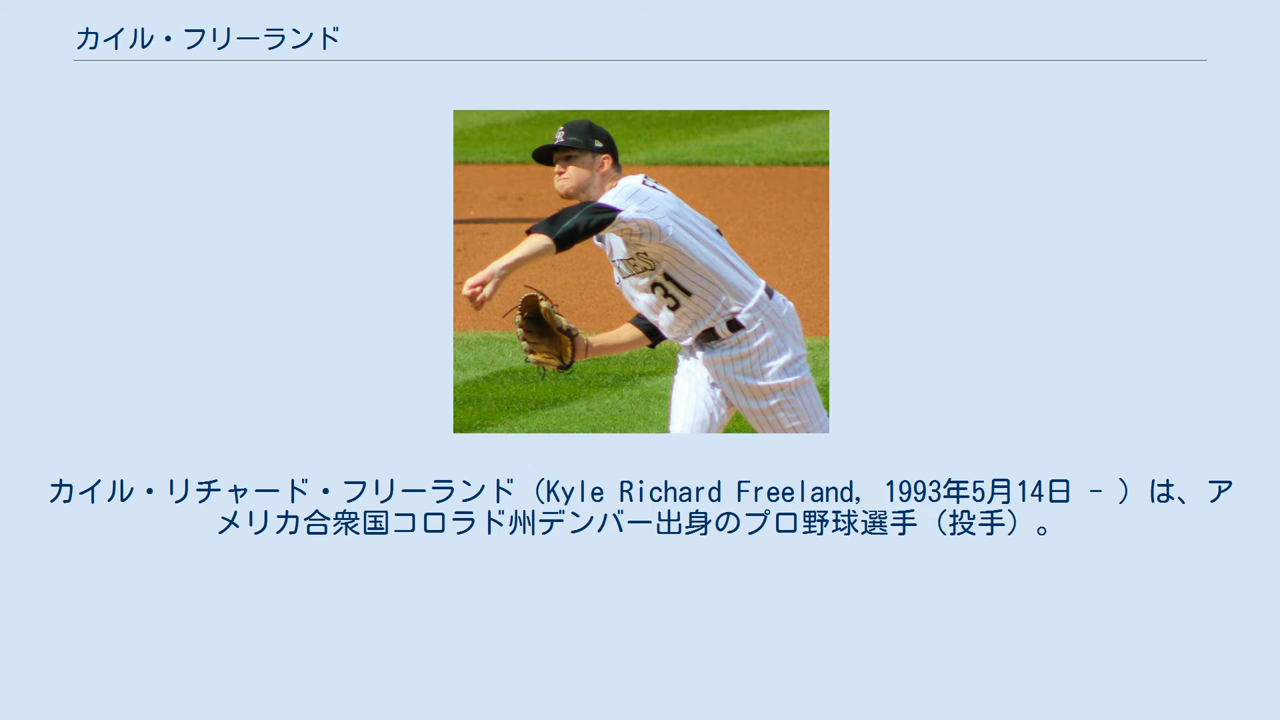 カイル・フリーランド
31
カイル・リチャード・フリーランド（Kyle Richard Freeland, 1993年5月14日 - ）は、ア
メリカ合衆国コロラド州デンバー出身のプロ野球選手（投手）。